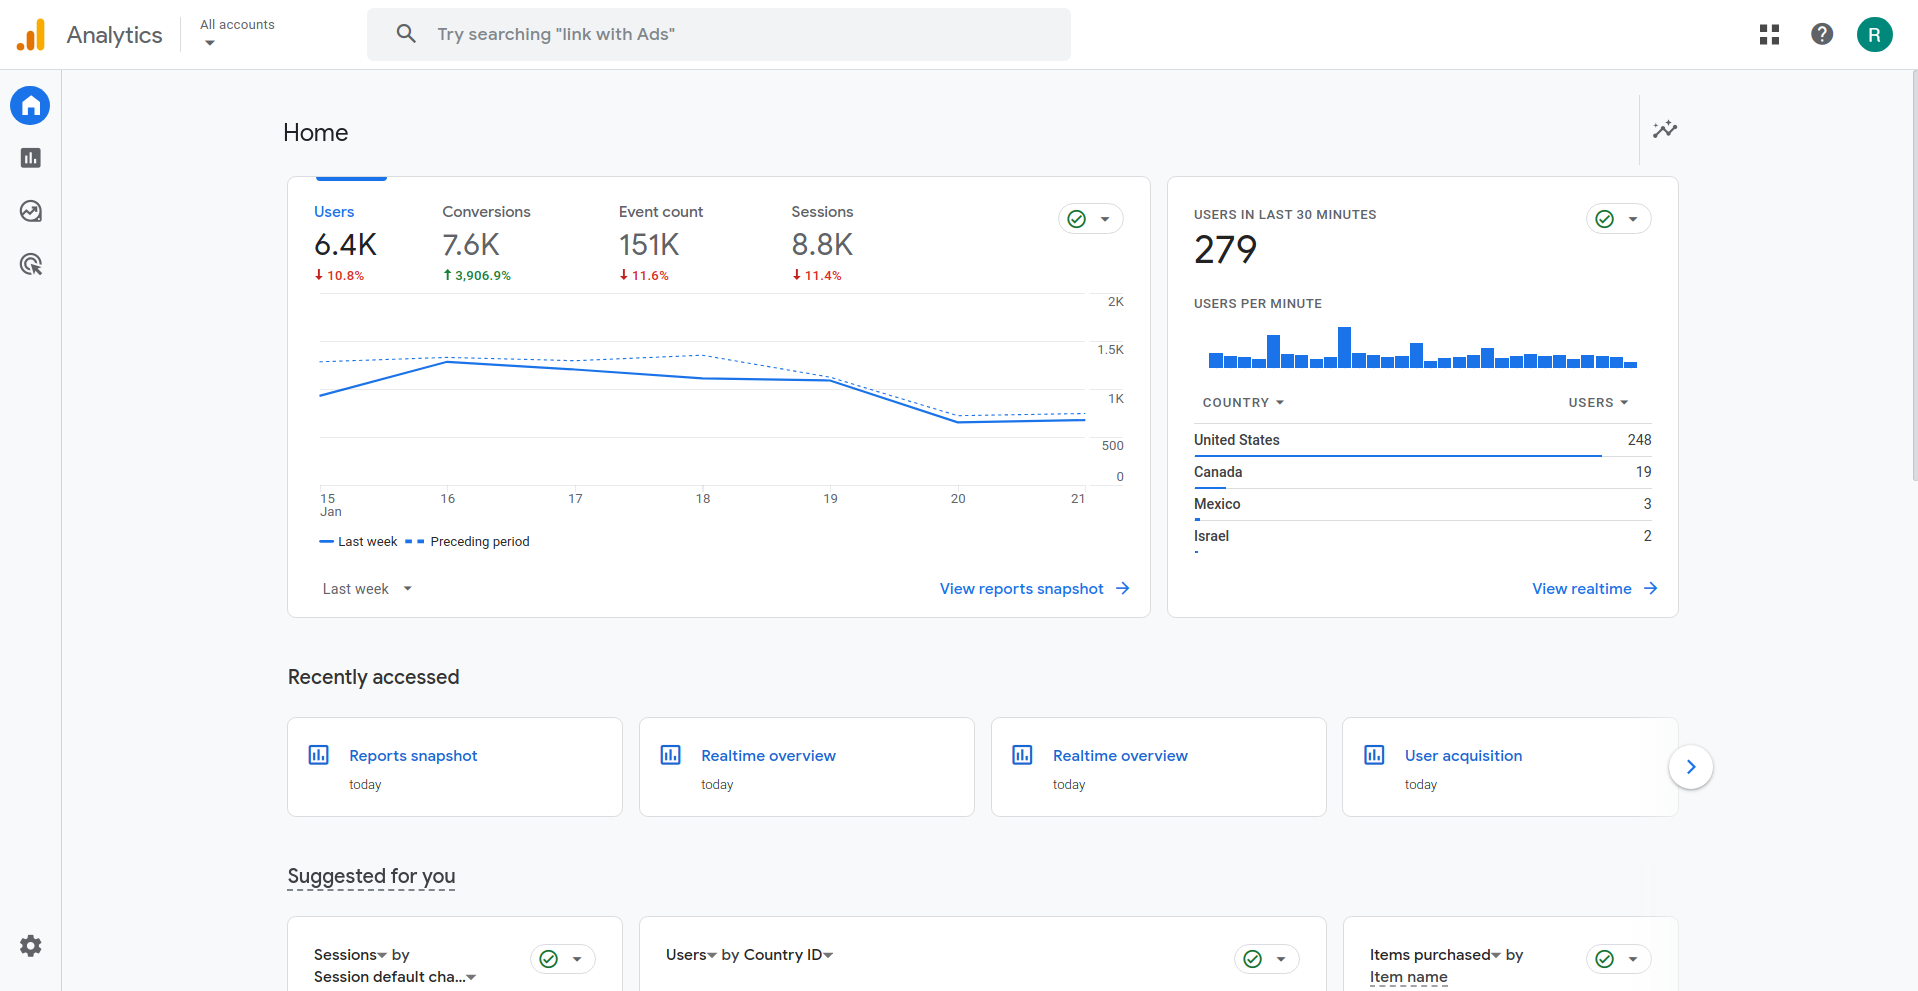 Analytics
All accounts
Try searching "link with Ads"
R
Home
Users
6.4K
10.8%
Conversions
7.6K
3,906.9%
Event count
151K
11.6%
Sessions
8.8K
11.4%
2K
1.5K
1K
500
0
15
Jan
16
17
18
19
20
21
Last week
Preceding period
Last week
View reports snapshot
USERS IN LAST 30 MINUTES
279
USERS PER MINUTE
COUNTRY USERS
United States 248
Canada 19
Mexico 3
Israel 2
View realtime
Recently accessed
Reports snapshot
today
Realtime overview
today
Realtime overview
today
User acquisition
today
Suggested for you
Sessions by
Session default cha...
Users by Country ID
Items purchased by
Item name